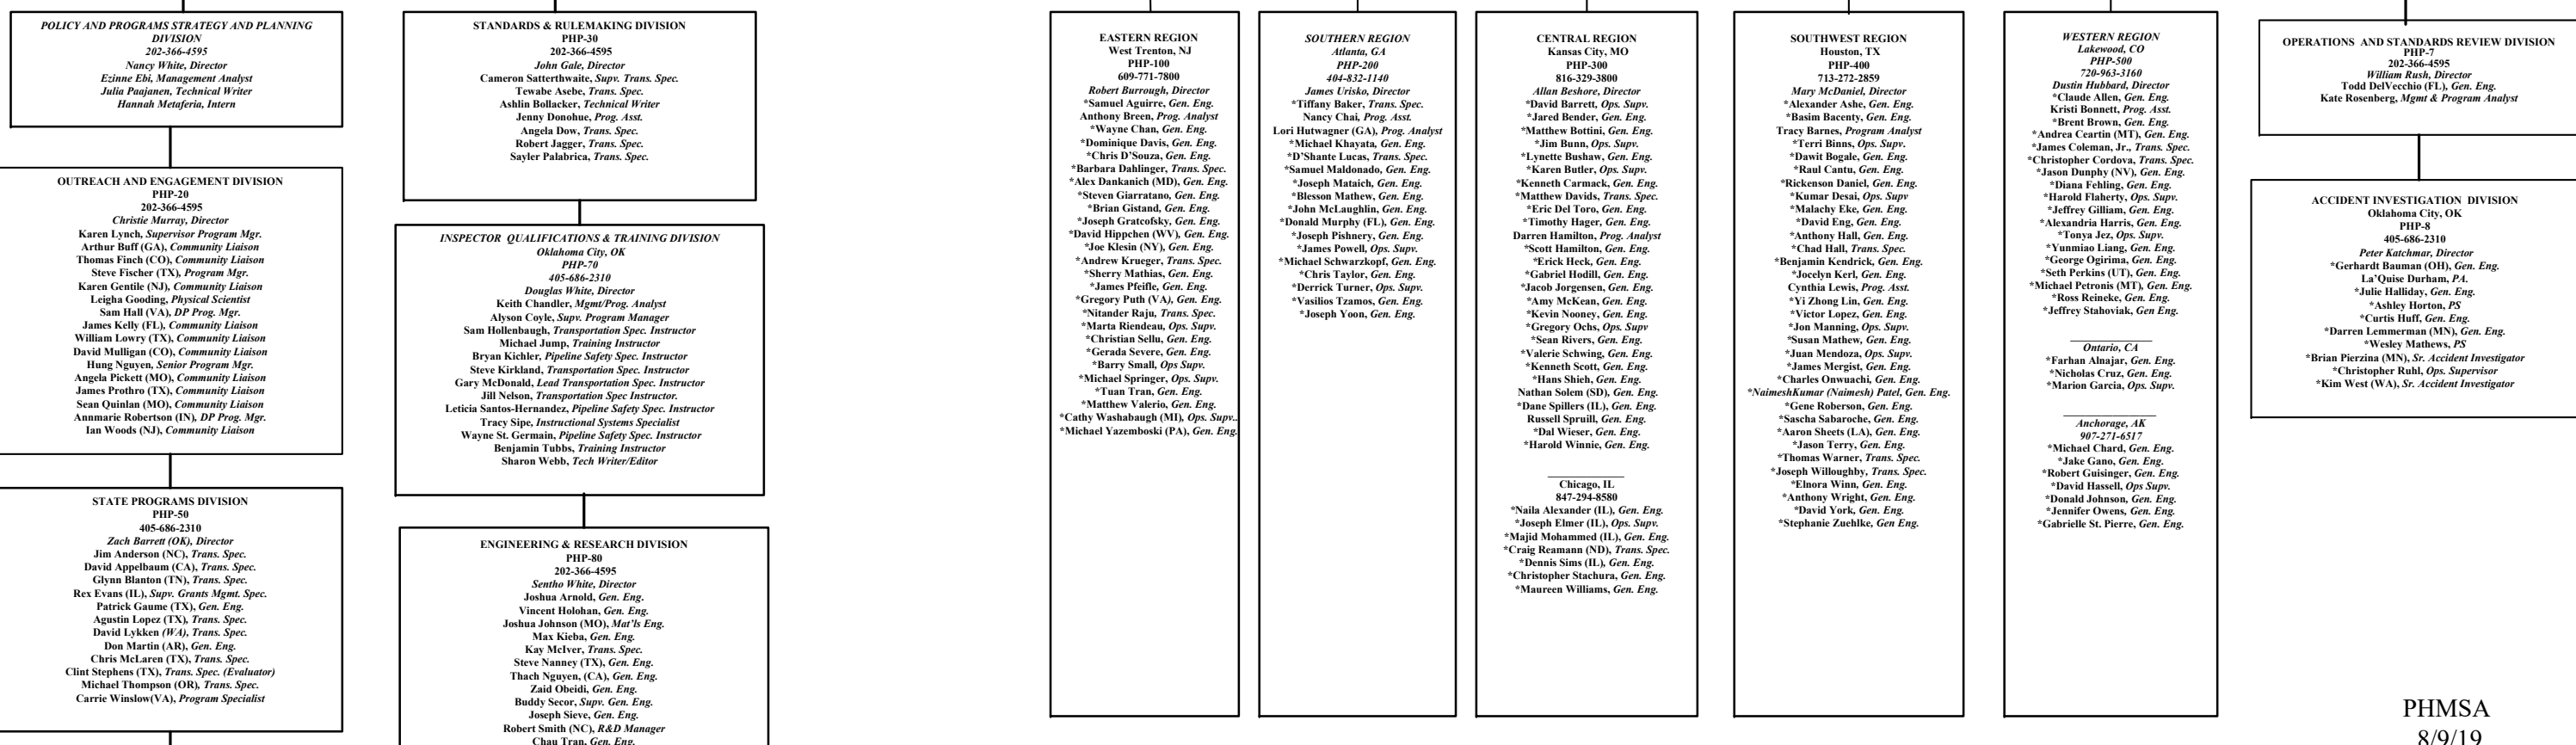 POLICY AND PROGRAMS STRATEGY AND PLANNING
DIVISION
202-366-4595
Nancy White, Director
Ezinne Ebi, Management Analyst
Julia Paajanen, Technical Writer
Hannah Metaferia, Intern
OUTREACH AND ENGAGEMENT DIVISION
PHP-20
202-366-4595
Christie Murray, Director
Karen Lynch, Supervisor Program Mgr.
Arthur Buff (GA), Community Liaison
Thomas Finch (CO), Community Liaison
Steve Fischer (TX), Program Mgr.
Karen Gentile (NJ), Community Liaison
Leigha Gooding, Physical Scientist
Sam Hall (VA), DP Prog. Mgr.
James Kelly (FL), Community Liaison
William Lowry (TX), Community Liaison
David Mulligan (CO), Community Liaison
Hung Nguyen, Senior Program Mgr.
Angela Pickett (MO), Community Liaison
James Prothro (TX), Community Liaison
Sean Quinlan (MO), Community Liaison
Annmarie Robertson (IN), DP Prog. Mgr.
Ian Woods (NJ), Community Liaison
STATE PROGRAMS DIVISION
PHP-50
405-686-2310
Zach Barrett (OK), Director
Jim Anderson (NC), Trans. Spec.
David Appelbaum (CA), Trans. Spec.
Glynn Blanton (TN), Trans. Spec.
Rex Evans (IL), Supv. Grants Mgmt. Spec.
Patrick Gaume (TX), Gen. Eng.
Agustin Lopez (TX), Trans. Spec.
David Lykken (WA), Trans. Spec.
Don Martin (AR), Gen. Eng.
Chris McLaren (TX), Trans. Spec.
Clint Stephens (TX), Trans. Spec. (Evaluator)
Michael Thompson (OR), Trans. Spec.
Carrie Winslow(VA), Program Specialist
STANDARDS & RULEMAKING DIVISION
PHP-30
202-366-4595
John Gale, Director
Cameron Satterthwaite, Supv. Trans. Spec.
Tewabe Asebe, Trans. Spec.
Ashlin Bollacker, Technical Writer
Jenny Donohue, Prog. Asst.
Angela Dow, Trans. Spec.
Robert Jagger, Trans. Spec.
Sayler Palabrica, Trans. Spec.
INSPECTOR QUALIFICATIONS & TRAINING DIVISION
Oklahoma City, OK
PHP-70
405-686-2310
Douglas White, Director
Keith Chandler, Mgmt/Prog. Analyst
Alyson Coyle, Supv. Program Manager
Sam Hollenbaugh, Transportation Spec. Instructor
Michael Jump, Training Instructor
Bryan Kichler, Pipeline Safety Spec. Instructor
Steve Kirkland, Transportation Spec. Instructor
Gary McDonald, Lead Transportation Spec. Instructor
Jill Nelson, Transportation Spec. Instructor.
Leticia Santos-Hernandez, Pipeline Safety Spec. Instructor
Tracy Sipe, Instructional Systems Specialist
Wayne St. Germain, Pipeline Safety Spec. Instructor
Benjamin Tubbs, Training Instructor
Sharon Webb, Tech Writer/Editor
ENGINEERING & RESEARCH DIVISION
PHP-80
202-366-4595
Sentho White, Director
Joshua Arnold, Gen. Eng.
Vincent Holohan, Gen. Eng.
Joshua Johnson (MO), Mat'ls Eng.
Max Kieba, Gen. Eng.
Kay McIver, Trans. Spec.
Steve Nanney (TX), Gen. Eng.
Thach Nguyen, (CA), Gen. Eng.
Zaid Obeidi, Gen. Eng.
Buddy Secor, Supv. Gen. Eng.
Joseph Sieve, Gen. Eng.
Robert Smith (NC), R&D Manager
Chau Tran, Gen. Eng.
EASTERN REGION
West Trenton, NJ
PHP-100
609-771-7800
Robert Burrough, Director
*Samuel Aguirre, Gen. Eng.
Anthony Breen, Prog. Analyst
*Wayne Chan, Gen. Eng.
*Dominique Davis, Gen. Eng.
*Chris D'Souza, Gen. Eng.
*Barbara Dahlinger, Trans. Spec.
*Alex Dankanich (MD), Gen. Eng.
*Steven Giarratano, Gen. Eng.
*Brian Gistand, Gen. Eng.
*Joseph Gratcofsky, Gen. Eng.
*David Hippchen (WV), Gen. Eng.
*Joe Klesin (NY), Gen. Eng.
*Andrew Krueger, Trans. Spec.
*Sherry Mathias, Gen. Eng.
*James Pfeifle, Gen. Eng.
*Gregory Puth (VA), Gen. Eng.
*Nitander Raju, Trans. Spec.
*Marta Riendeau, Ops. Supv.
*Christian Sellu, Gen. Eng.
*Gerada Severe, Gen. Eng.
*Barry Small, Ops Supv.
*Michael Springer, Ops. Supv.
*Tuan Tran, Gen. Eng.
*Matthew Valerio, Gen. Eng.
*Cathy Washabaugh (MI), Ops. Supv..
*Michael Yazemboski (PA), Gen. Eng.
SOUTHERN REGION
Atlanta, GA
PHP-200
404-832-1140
James Urisko, Director
*Tiffany Baker, Trans. Spec.
Nancy Chai, Prog. Asst.
Lori Hutwagner (GA), Prog. Analyst
*Michael Khayata, Gen. Eng.
*D'Shante Lucas, Trans. Spec.
*Samuel Maldonado, Gen. Eng.
*Joseph Mataich, Gen. Eng.
*Blesson Mathew, Gen. Eng.
*John McLaughlin, Gen. Eng.
*Donald Murphy (FL), Gen. Eng.
*Joseph Pishnery, Gen. Eng.
*James Powell, Ops. Supv.
*Michael Schwarzkopf, Gen. Eng.
*Chris Taylor, Gen. Eng.
*Derrick Turner, Ops. Supv.
*Vasilios Tzamos, Gen. Eng.
*Joseph Yoon, Gen. Eng.
CENTRAL REGION
Kansas City, MO
PHP-300
816-329-3800
Allan Beshore, Director
*David Barrett, Ops. Supv.
*Jared Bender, Gen. Eng.
*Matthew Bottini, Gen. Eng.
*Jim Bunn, Ops. Supv.
*Lynette Bushaw, Gen. Eng.
*Karen Butler, Ops. Supv.
*Kenneth Carmack, Gen. Eng.
*Matthew Davids, Trans. Spec.
*Eric Del Toro, Gen. Eng.
*Timothy Hager, Gen. Eng.
Darren Hamilton, Prog. Analyst
*Scott Hamilton, Gen. Eng.
*Erick Heck, Gen. Eng.
*Gabriel Hodill, Gen. Eng.
*Jacob Jorgensen, Gen. Eng.
*Amy McKean, Gen. Eng.
*Kevin Nooney, Gen. Eng.
*Gregory Ochs, Ops. Supv
*Sean Rivers, Gen. Eng.
*Valerie Schwing, Gen. Eng.
*Kenneth Scott, Gen. Eng.
*Hans Shieh, Gen. Eng.
Nathan Solem (SD), Gen. Eng.
*Dane Spillers (IL), Gen. Eng.
Russell Spruill, Gen. Eng.
*Dal Wieser, Gen. Eng.
*Harold Winnie, Gen. Eng.
Chicago, IL
847-294-8580
*Naila Alexander (IL), Gen. Eng.
*Joseph Elmer (IL), Ops. Supv.
*Majid Mohammed (IL), Gen. Eng.
*Craig Reamann (ND), Trans. Spec.
*Dennis Sims (IL), Gen. Eng.
*Christopher Stachura, Gen. Eng.
*Maureen Williams, Gen. Eng.
SOUTHWEST REGION
Houston, TX
PHP-400
713-272-2859
Mary McDaniel, Director
*Alexander Ashe, Gen. Eng.
*Basim Bacenty, Gen. Eng.
Tracy Barnes, Program Analyst
*Terri Binns, Ops. Supv.
*Dawit Bogale, Gen. Eng.
*Raul Cantu, Gen. Eng.
*Rickenson Daniel, Gen. Eng.
*Kumar Desai, Ops. Supv
*Malachy Eke, Gen. Eng.
*David Eng, Gen. Eng.
*Anthony Hall, Gen. Eng.
*Chad Hall, Trans. Spec.
*Benjamin Kendrick, Gen. Eng.
*Jocelyn Kerl, Gen. Eng.
Cynthia Lewis, Prog. Asst.
*Yi Zhong Lin, Gen. Eng.
*Victor Lopez, Gen. Eng.
*Jon Manning, Ops. Supv.
*Susan Mathew, Gen. Eng.
*Juan Mendoza, Ops. Supv.
*James Mergist, Gen. Eng.
*Charles Onwuachi, Gen. Eng.
*NaimeshKumar (Naimesh) Patel, Gen. Eng.
*Gene Roberson, Gen. Eng.
*Sascha Sabaroche, Gen. Eng.
*Aaron Sheets (LA), Gen. Eng.
*Jason Terry, Gen. Eng.
*Thomas Warner, Trans. Spec.
*Joseph Willoughby, Trans. Spec.
*Elnora Winn, Gen. Eng.
*Anthony Wright, Gen. Eng.
*David York, Gen. Eng.
*Stephanie Zuehlke, Gen Eng.
WESTERN REGION
Lakewood, CO
PHP-500
720-963-3160
Dustin Hubbard, Director
*Claude Allen, Gen. Eng.
Kristi Bonnett, Prog. Asst.
*Brent Brown, Gen. Eng.
*Andrea Ceartin (MT), Gen. Eng.
*James Coleman, Jr., Trans. Spec.
*Christopher Cordova, Trans. Spec.
*Jason Dunphy (NV), Gen. Eng.
*Diana Fehling, Gen. Eng.
*Harold Flaherty, Ops. Supv.
*Jeffrey Gilliam, Gen. Eng.
*Alexandria Harris, Gen. Eng.
*Tonya Jez, Ops. Supv.
*Yunmiao Liang, Gen. Eng.
*George Ogirima, Gen. Eng.
*Seth Perkins (UT), Gen. Eng.
*Michael Petronis (MT), Gen. Eng.
*Ross Reineke, Gen. Eng.
*Jeffrey Stahoviak, Gen. Eng.
Ontario, CA
*Farhan Alnajar, Gen. Eng.
*Nicholas Cruz, Gen. Eng.
*Marion Garcia, Ops. Supv.
Anchorage, AK
907-271-6517
*Michael Chard, Gen. Eng.
*Jake Gano, Gen. Eng.
*Robert Guisinger, Gen. Eng.
*David Hassell, Ops Supv.
*Donald Johnson, Gen. Eng.
*Jennifer Owens, Gen. Eng.
*Gabrielle St. Pierre, Gen. Eng.
OPERATIONS AND STANDARDS REVIEW DIVISION
PHP-7
202-366-4595
William Rush, Director
Todd DelVecchio (FL), Gen. Eng.
Kate Rosenberg, Mgmt & Program Analyst
ACCIDENT INVESTIGATION DIVISION
Oklahoma City, OK
PHP-8
405-686-2310
Peter Katchmar, Director
*Gerhardt Bauman (OH), Gen. Eng.
La'Quise Durham, PA.
*Julie Halliday, Gen. Eng.
*Ashley Horton, PS
*Curtis Huff, Gen. Eng.
*Darren Lemmerman (MN), Gen. Eng.
*Wesley Mathews, PS
*Brian Pierzina (MN), Sr. Accident Investigator
*Christopher Ruhl, Ops. Supervisor
*Kim West (WA), Sr. Accident Investigator
PHMSA
8/9/19